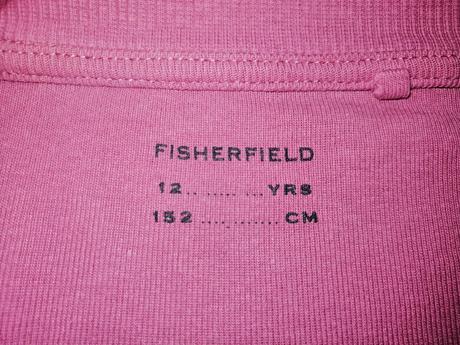 FISHERFIELD
12.. ...... ... YRS
152 ............ CM